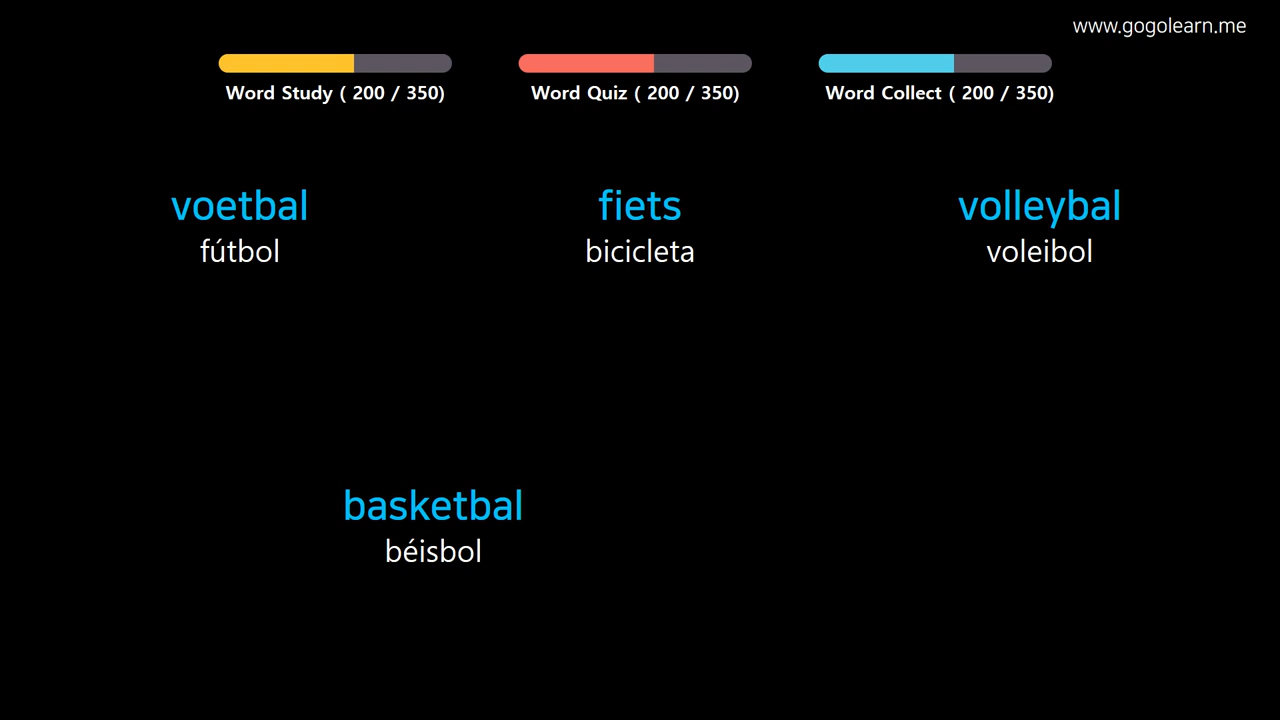 www.gogolearn.me
Word Study ( 200 / 350)
Word Quiz ( 200 / 350)
Word Collect ( 200 / 350)
voetbal
fútbol
fiets
bicicleta
volleybal
voleibol
basketbal
béisbol